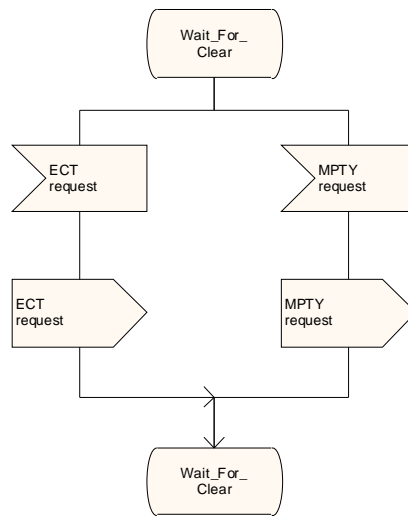 Wait_For_
Clear
ECT
request
MPTY
request
ECT
request
MPTY
request
Wait_For_
Clear